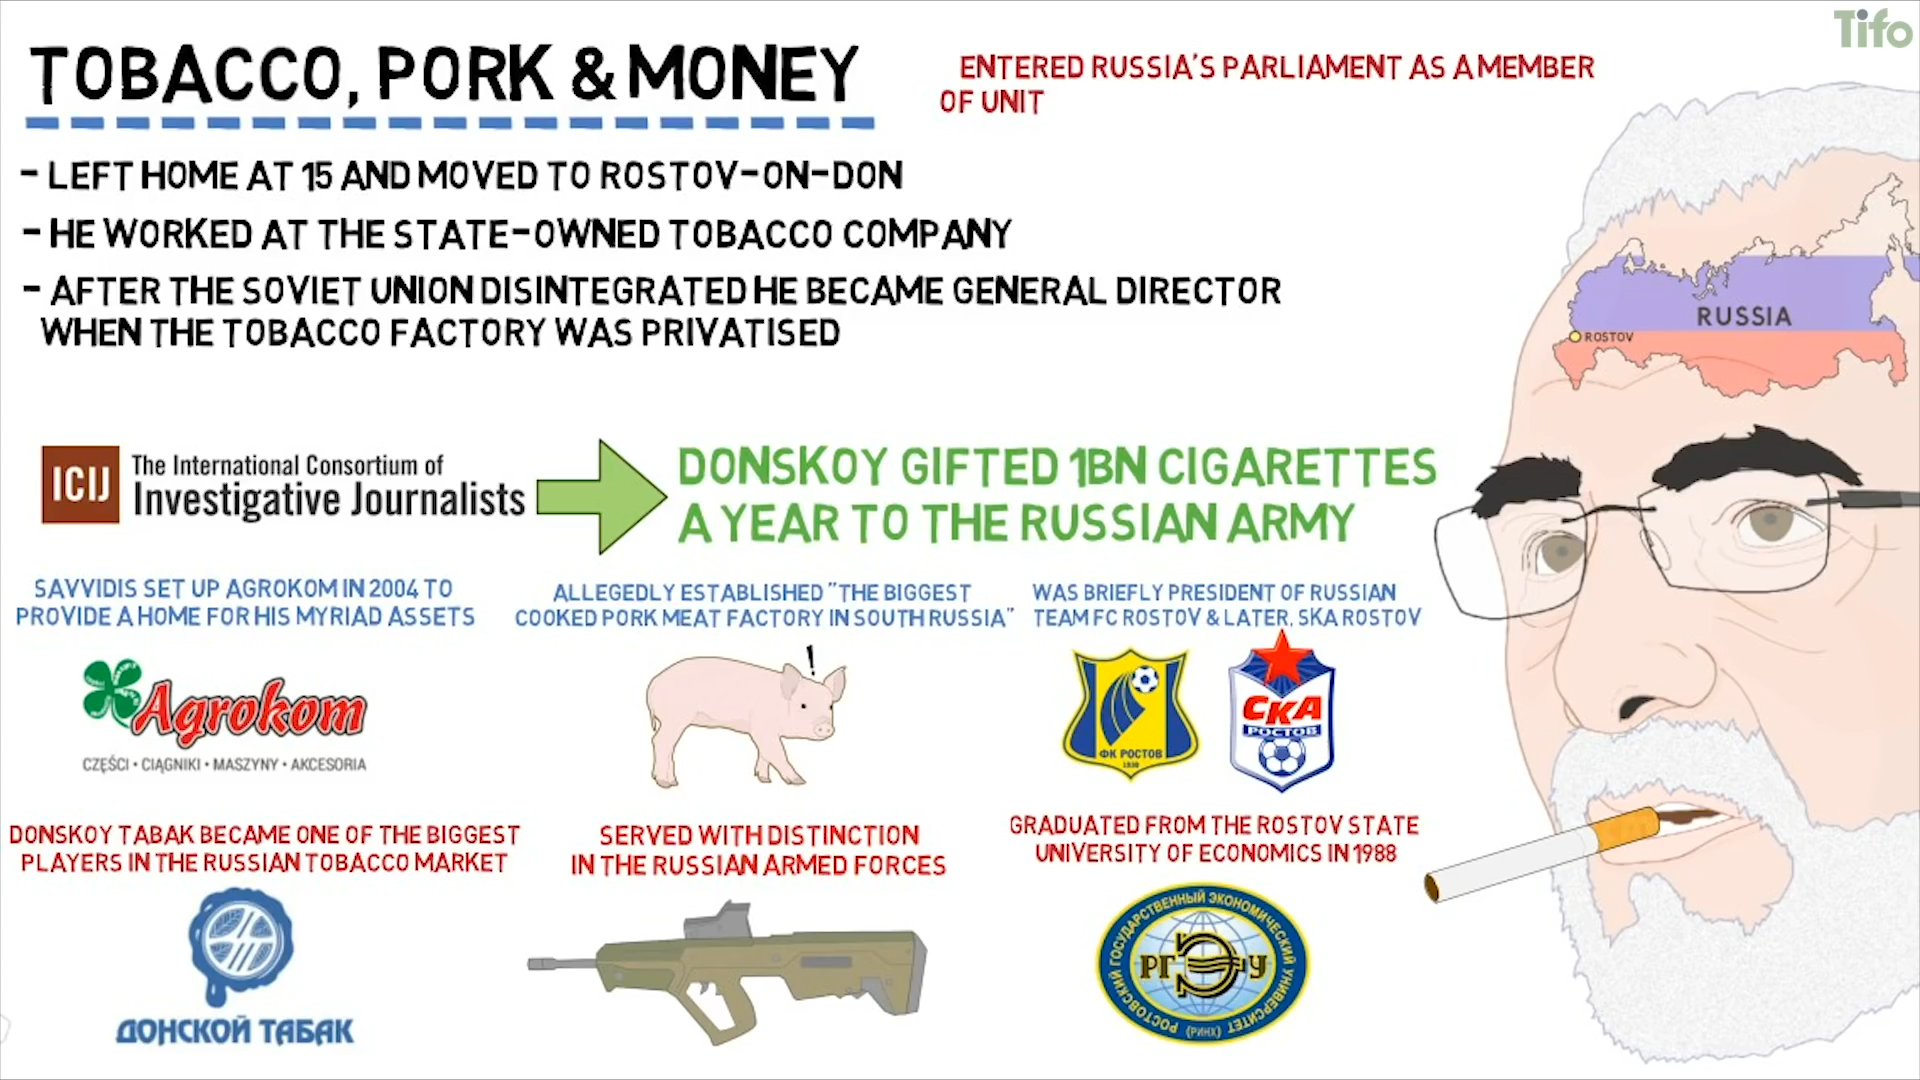 Tifo
TOBACCO, PORK & MONEY
ENTERED RUSSIA'S PARLIAMENT AS A MEMBER
OF UNIT
- LEFT HOME AT 15 AND MOVED TO ROSTOV-ON-DON
- HE WORKED AT THE STATE-OWNED TOBACCO COMPANY
- AFTER THE SOVIET UNION DISINTEGRATED HE BECAME GENERAL DIRECTOR
WHEN THE TOBACCO FACTORY WAS PRIVATISED
RUSSIA
ROSTOV
ICIJ
The International Consortium of
Investigative Journalists
DONSKOY GIFTED 1BN CIGARETTES
A YEAR TO THE RUSSIAN ARMY
SAVVIDIS SET UP AGROKOM IN 2004 TO
PROVIDE A HOME FOR HIS MYRIAD ASSETS
Agrokom
CZĘŚCI • CIĄGNIKI • MASZYNY • AKCESORIA
ALLEGEDLY ESTABLISHED "THE BIGGEST
COOKED PORK MEAT FACTORY IN SOUTH RUSSIA"
!
WAS BRIEFLY PRESIDENT OF RUSSIAN
TEAM FC ROSTOV & LATER, SKA ROSTOV
ФК РОСТОВ
1930
СКА
РОСТОВ
DONSKOY TABAK BECAME ONE OF THE BIGGEST
PLAYERS IN THE RUSSIAN TOBACCO MARKET
ДОНСКОЙ ТАБАК
SERVED WITH DISTINCTION
IN THE RUSSIAN ARMED FORCES
GRADUATED FROM THE ROSTOV STATE
UNIVERSITY OF ECONOMICS IN 1988
РОСТОВСКИЙ ГОСУДАРСТВЕННЫЙ ЭКОНОМИЧЕСКИЙ УНИВЕРСИТЕТ
РГЭУ
(РИНХ)